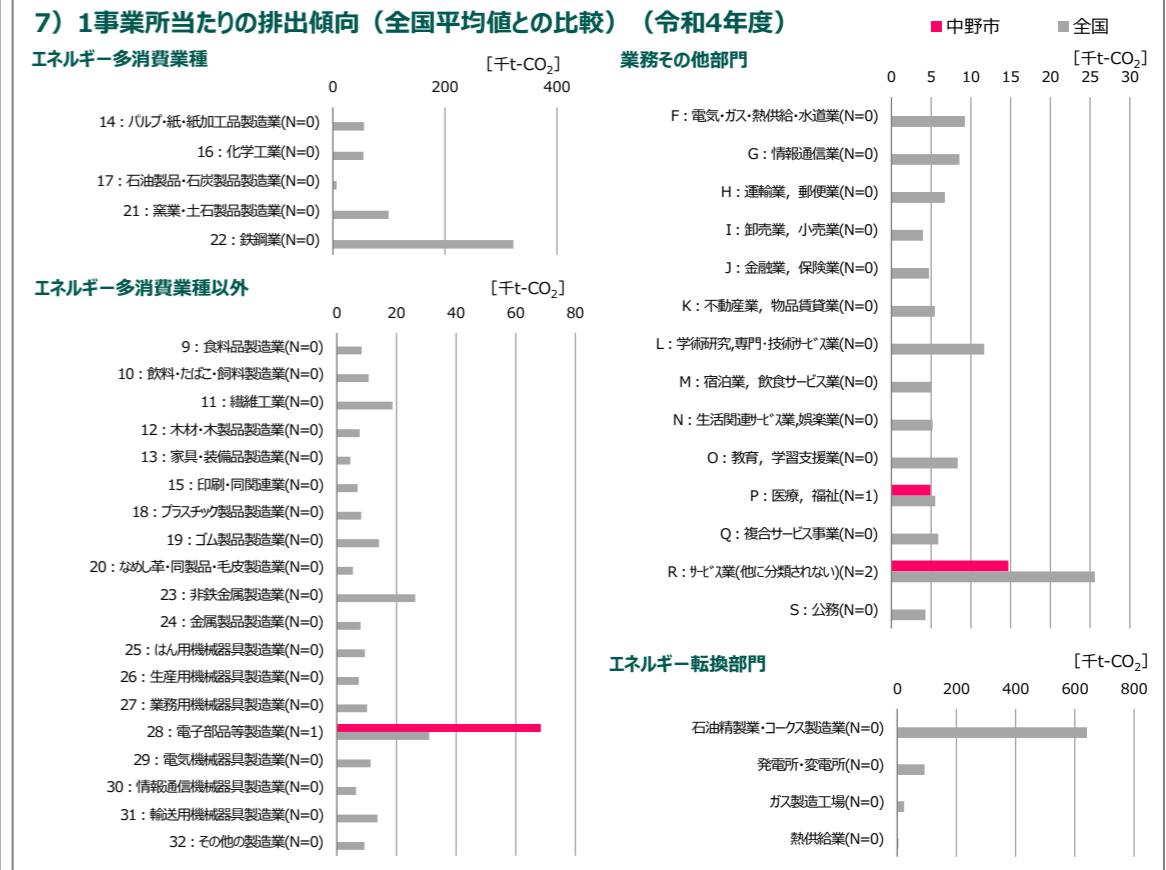 7）1事業所当たりの排出傾向（全国平均値との比較）（令和4年度）
中野市
全国
エネルギー多消費業種
[千t-CO₂]
0 200 400
14：パルプ・紙・紙加工品製造業(N=0)
16：化学工業(N=0)
17：石油製品・石炭製品製造業(N=0)
21：窯業・土石製品製造業(N=0)
22：鉄鋼業(N=0)
エネルギー多消費業種以外
[千t-CO₂]
0 20 40 60 80
9：食料品製造業(N=0)
10：飲料・たばこ・飼料製造業(N=0)
11：繊維工業(N=0)
12：木材・木製品製造業(N=0)
13：家具・装備品製造業(N=0)
15：印刷・同関連業(N=0)
18：プラスチック製品製造業(N=0)
19：ゴム製品製造業(N=0)
20：なめし革・同製品・毛皮製造業(N=0)
23：非鉄金属製造業(N=0)
24：金属製品製造業(N=0)
25：はん用機械器具製造業(N=0)
26：生産用機械器具製造業(N=0)
27：業務用機械器具製造業(N=0)
28：電子部品等製造業(N=1)
29：電気機械器具製造業(N=0)
30：情報通信機械器具製造業(N=0)
31：輸送用機械器具製造業(N=0)
32：その他の製造業(N=0)
業務その他部門
[千t-CO₂]
0 5 10 15 20 25 30
F：電気・ガス・熱供給・水道業(N=0)
G：情報通信業(N=0)
H：運輸業，郵便業(N=0)
I：卸売業，小売業(N=0)
J：金融業，保険業(N=0)
K：不動産業，物品賃貸業(N=0)
L：学術研究,専門・技術ｻｰﾋﾞｽ業(N=0)
M：宿泊業，飲食サービス業(N=0)
N：生活関連ｻｰﾋﾞｽ業,娯楽業(N=0)
O：教育，学習支援業(N=0)
P：医療，福祉(N=1)
Q：複合サービス事業(N=0)
R：ｻｰﾋﾞｽ業(他に分類されない)(N=2)
S：公務(N=0)
エネルギー転換部門
[千t-CO₂]
0 200 400 600 800
石油精製業・コークス製造業(N=0)
発電所・変電所(N=0)
ガス製造工場(N=0)
熱供給業(N=0)